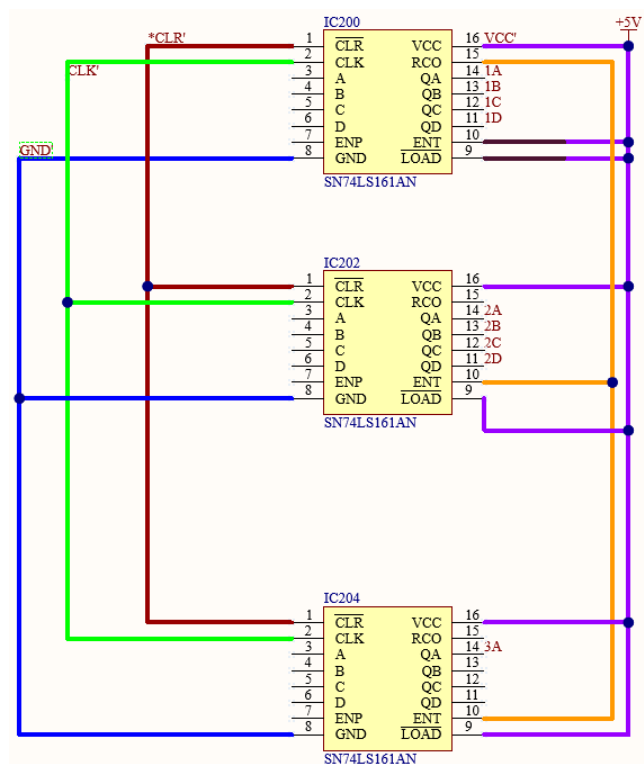 +5V
*CLR'
CLK'
GND'
VCC'
IC200
1 CLR VCC 16
2 CLK RCO 15
3 A QA 14 1A
4 B QB 13 1B
5 C QC 12 1C
6 D QD 11 1D
7 ENP ENT 10
8 GND LOAD 9
SN74LS161AN
IC202
1 CLR VCC 16
2 CLK RCO 15
3 A QA 14 2A
4 B QB 13 2B
5 C QC 12 2C
6 D QD 11 2D
7 ENP ENT 10
8 GND LOAD 9
SN74LS161AN
IC204
1 CLR VCC 16
2 CLK RCO 15
3 A QA 14 3A
4 B QB 13
5 C QC 12
6 D QD 11
7 ENP ENT 10
8 GND LOAD 9
SN74LS161AN